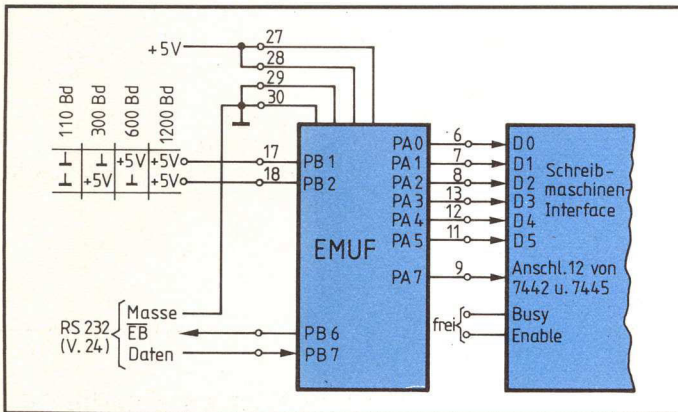 +5V
27
28
29
30
110 Bd
300 Bd
600 Bd
1200 Bd
⊥ ⊥ +5V +5V
⊥ +5V ⊥ +5V
17
18
PB 1
PB 2
EMUF
PA 0 6 D 0
PA 1 7 D 1
PA 2 8 D 2
PA 3 13 D 3
PA 4 12 D 4
PA 5 11 D 5
PA 7 9
Schreib-
maschinen-
Interface
Anschl. 12 von
7442 u. 7445
frei
Busy
Enable
RS 232
(V. 24)
Masse
E̅B̅
Daten
PB 6
PB 7